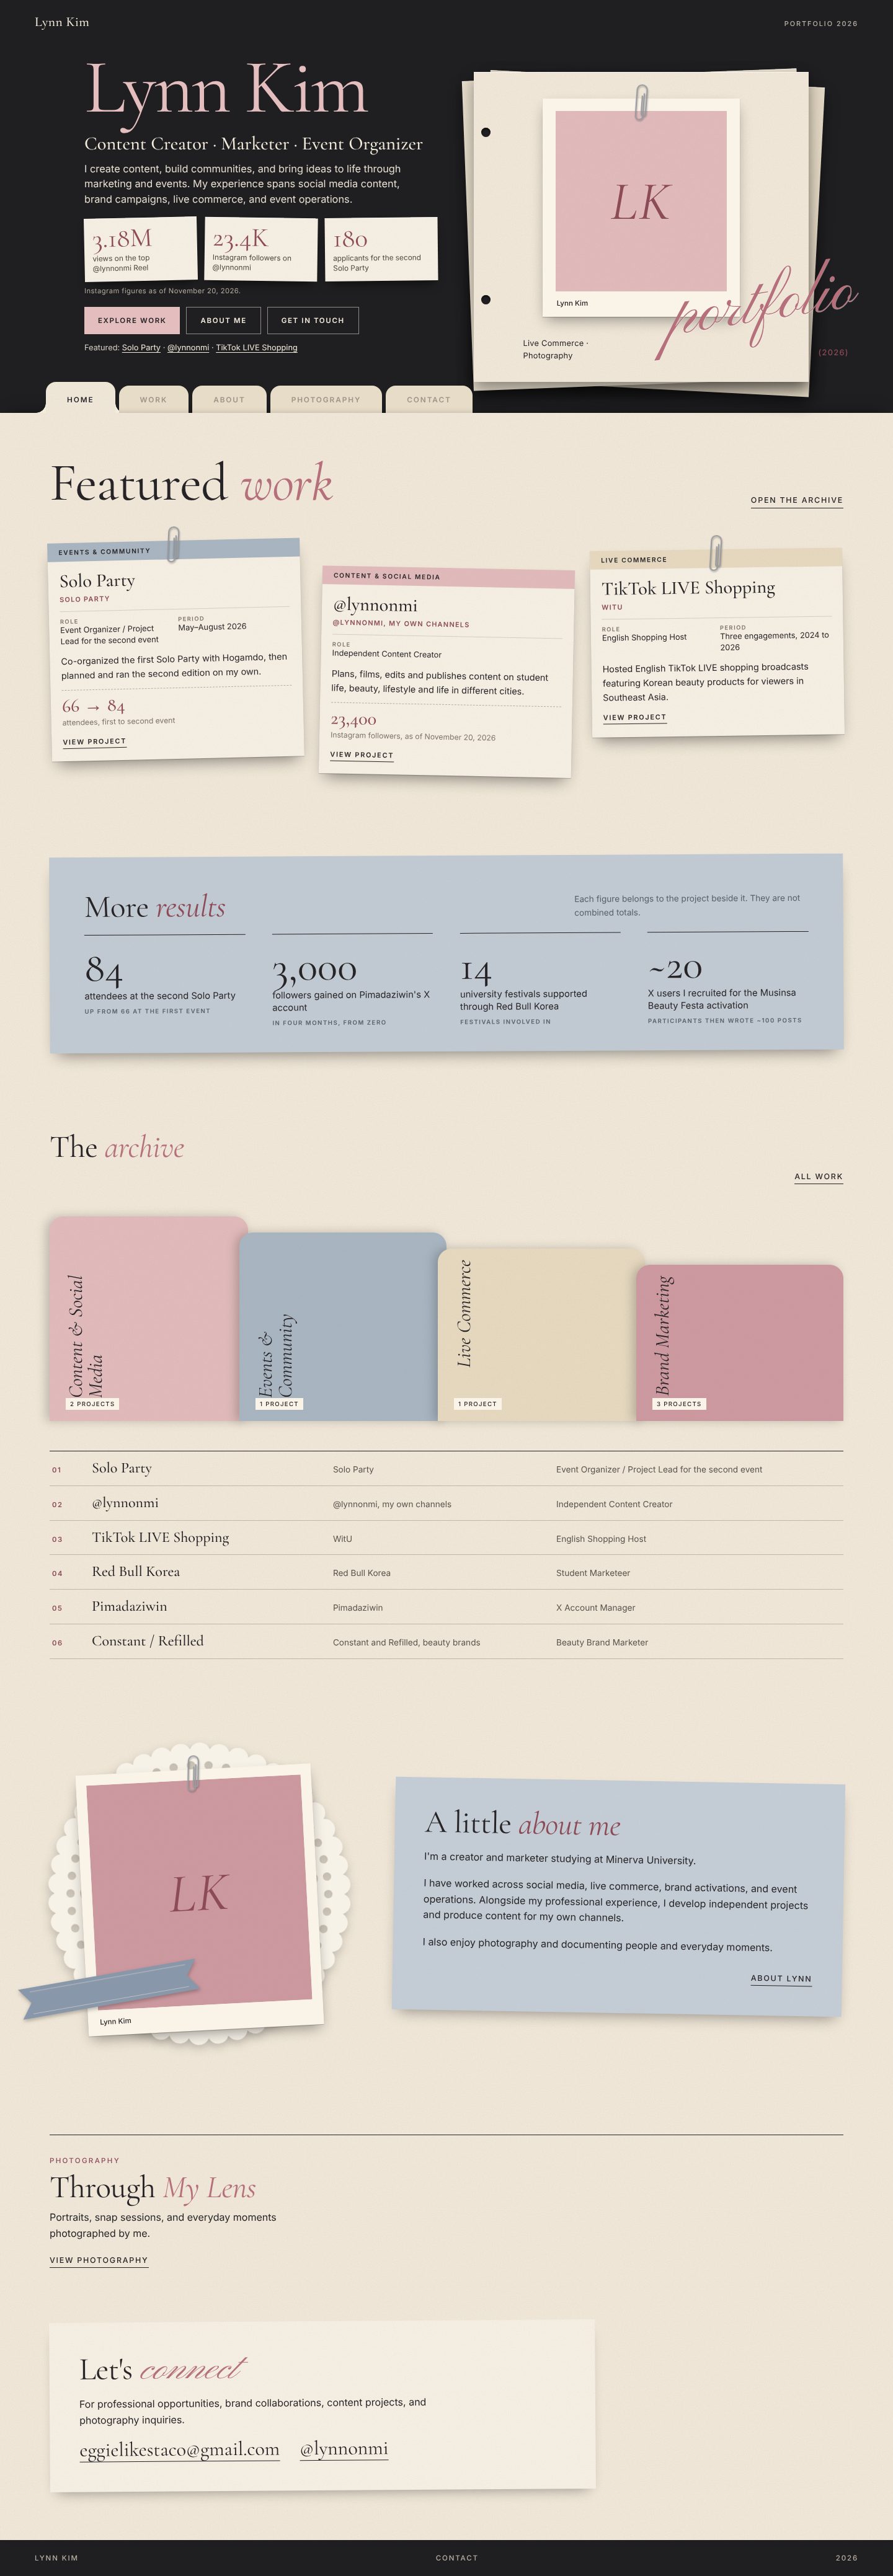 Lynn Kim
PORTFOLIO 2026
Lynn Kim
Content Creator · Marketer · Event Organizer
I create content, build communities, and bring ideas to life through
marketing and events. My experience spans social media content,
brand campaigns, live commerce, and event operations.
3.18M
views on the top
@lynnonmi Reel
23.4K
Instagram followers on
@lynnonmi
180
applicants for the second
Solo Party
Instagram figures as of November 20, 2026.
EXPLORE WORK
ABOUT ME
GET IN TOUCH
Featured: Solo Party · @lynnonmi · TikTok LIVE Shopping
LK
Lynn Kim
portfolio
Live Commerce ·
Photography
(2026)
HOME
WORK
ABOUT
PHOTOGRAPHY
CONTACT
Featured work
OPEN THE ARCHIVE
EVENTS & COMMUNITY
Solo Party
SOLO PARTY
ROLE
Event Organizer / Project
Lead for the second event
PERIOD
May–August 2026
Co-organized the first Solo Party with Hogamdo, then
planned and ran the second edition on my own.
66 → 84
attendees, first to second event
VIEW PROJECT
CONTENT & SOCIAL MEDIA
@lynnonmi
@LYNNONMI, MY OWN CHANNELS
ROLE
Independent Content Creator
Plans, films, edits and publishes content on student
life, beauty, lifestyle and life in different cities.
23,400
Instagram followers, as of November 20, 2026
VIEW PROJECT
LIVE COMMERCE
TikTok LIVE Shopping
WITU
ROLE
English Shopping Host
PERIOD
Three engagements, 2024 to
2026
Hosted English TikTok LIVE shopping broadcasts
featuring Korean beauty products for viewers in
Southeast Asia.
VIEW PROJECT
More results
Each figure belongs to the project beside it. They are not
combined totals.
84
attendees at the second Solo Party
UP FROM 66 AT THE FIRST EVENT
3,000
followers gained on Pimadaziwin's X
account
IN FOUR MONTHS, FROM ZERO
14
university festivals supported
through Red Bull Korea
FESTIVALS INVOLVED IN
~20
X users I recruited for the Musinsa
Beauty Festa activation
PARTICIPANTS THEN WROTE ~100 POSTS
The archive
ALL WORK
Content & Social
Media
2 PROJECTS
Events &
Community
1 PROJECT
Live Commerce
1 PROJECT
Brand Marketing
3 PROJECTS
01 Solo Party Solo Party Event Organizer / Project Lead for the second event
02 @lynnonmi @lynnonmi, my own channels Independent Content Creator
03 TikTok LIVE Shopping WitU English Shopping Host
04 Red Bull Korea Red Bull Korea Student Marketeer
05 Pimadaziwin Pimadaziwin X Account Manager
06 Constant / Refilled Constant and Refilled, beauty brands Beauty Brand Marketer
LK
Lynn Kim
A little about me
I'm a creator and marketer studying at Minerva University.
I have worked across social media, live commerce, brand activations, and event
operations. Alongside my professional experience, I develop independent projects
and produce content for my own channels.
I also enjoy photography and documenting people and everyday moments.
ABOUT LYNN
PHOTOGRAPHY
Through My Lens
Portraits, snap sessions, and everyday moments
photographed by me.
VIEW PHOTOGRAPHY
Let's connect
For professional opportunities, brand collaborations, content projects, and
photography inquiries.
eggielikestaco@gmail.com
@lynnonmi
LYNN KIM
CONTACT
2026